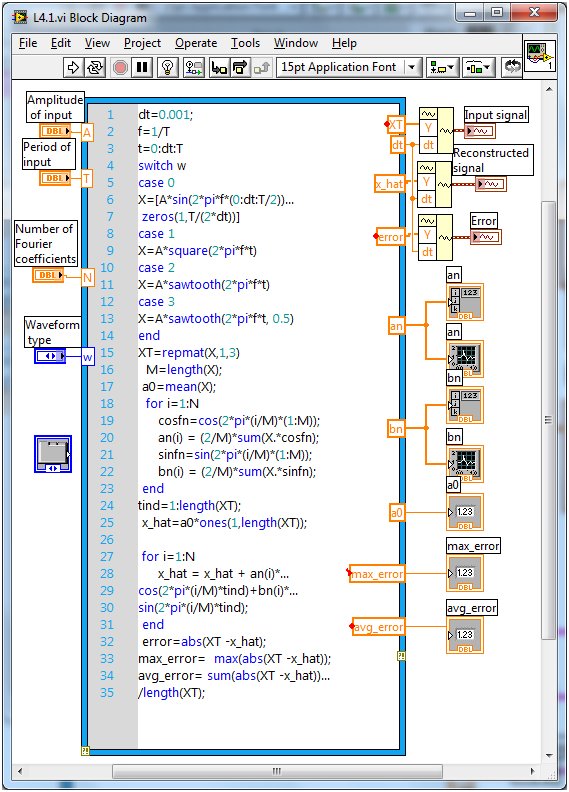 L4.1.vi Block Diagram
File Edit View Project Operate Tools Window Help
15pt Application Font
1
Amplitude
of input
DBL A
Period of
input
DBL T
Number of
Fourier
coefficients
DBL N
Waveform
type
w
1 dt=0.001;
2 f=1/T
3 t=0:dt:T
4 switch w
5 case 0
6 X=[A*sin(2*pi*f*(0:dt:T/2))...
7 zeros(1,T/(2*dt))]
8 case 1
9 X=A*square(2*pi*f*t)
10 case 2
11 X=A*sawtooth(2*pi*f*t)
12 case 3
13 X=A*sawtooth(2*pi*f*t, 0.5)
14 end
15 XT=repmat(X,1,3)
16 M=length(X);
17 a0=mean(X);
18 for i=1:N
19 cosfn=cos(2*pi*(i/M)*(1:M));
20 an(i) = (2/M)*sum(X.*cosfn);
21 sinfn=sin(2*pi*(i/M)*(1:M));
22 bn(i) = (2/M)*sum(X.*sinfn);
23 end
24 tind=1:length(XT);
25 x_hat=a0*ones(1,length(XT));
26
27 for i=1:N
28 x_hat = x_hat + an(i)*...
29 cos(2*pi*(i/M)*tind)+bn(i)*...
30 sin(2*pi*(i/M)*tind);
31 end
32 error=abs(XT -x_hat);
33 max_error= max(abs(XT -x_hat));
34 avg_error= sum(abs(XT -x_hat))...
35 /length(XT);
XT
Y
Input signal
dt
dt
Reconstructed
signal
x_hat
Y
dt
Error
error
Y
dt
an
an
123
DBL
an
DBL
bn
bn
123
DBL
bn
DBL
a0
a0
1.23
DBL
max_error
max_error
1.23
DBL
avg_error
avg_error
1.23
DBL